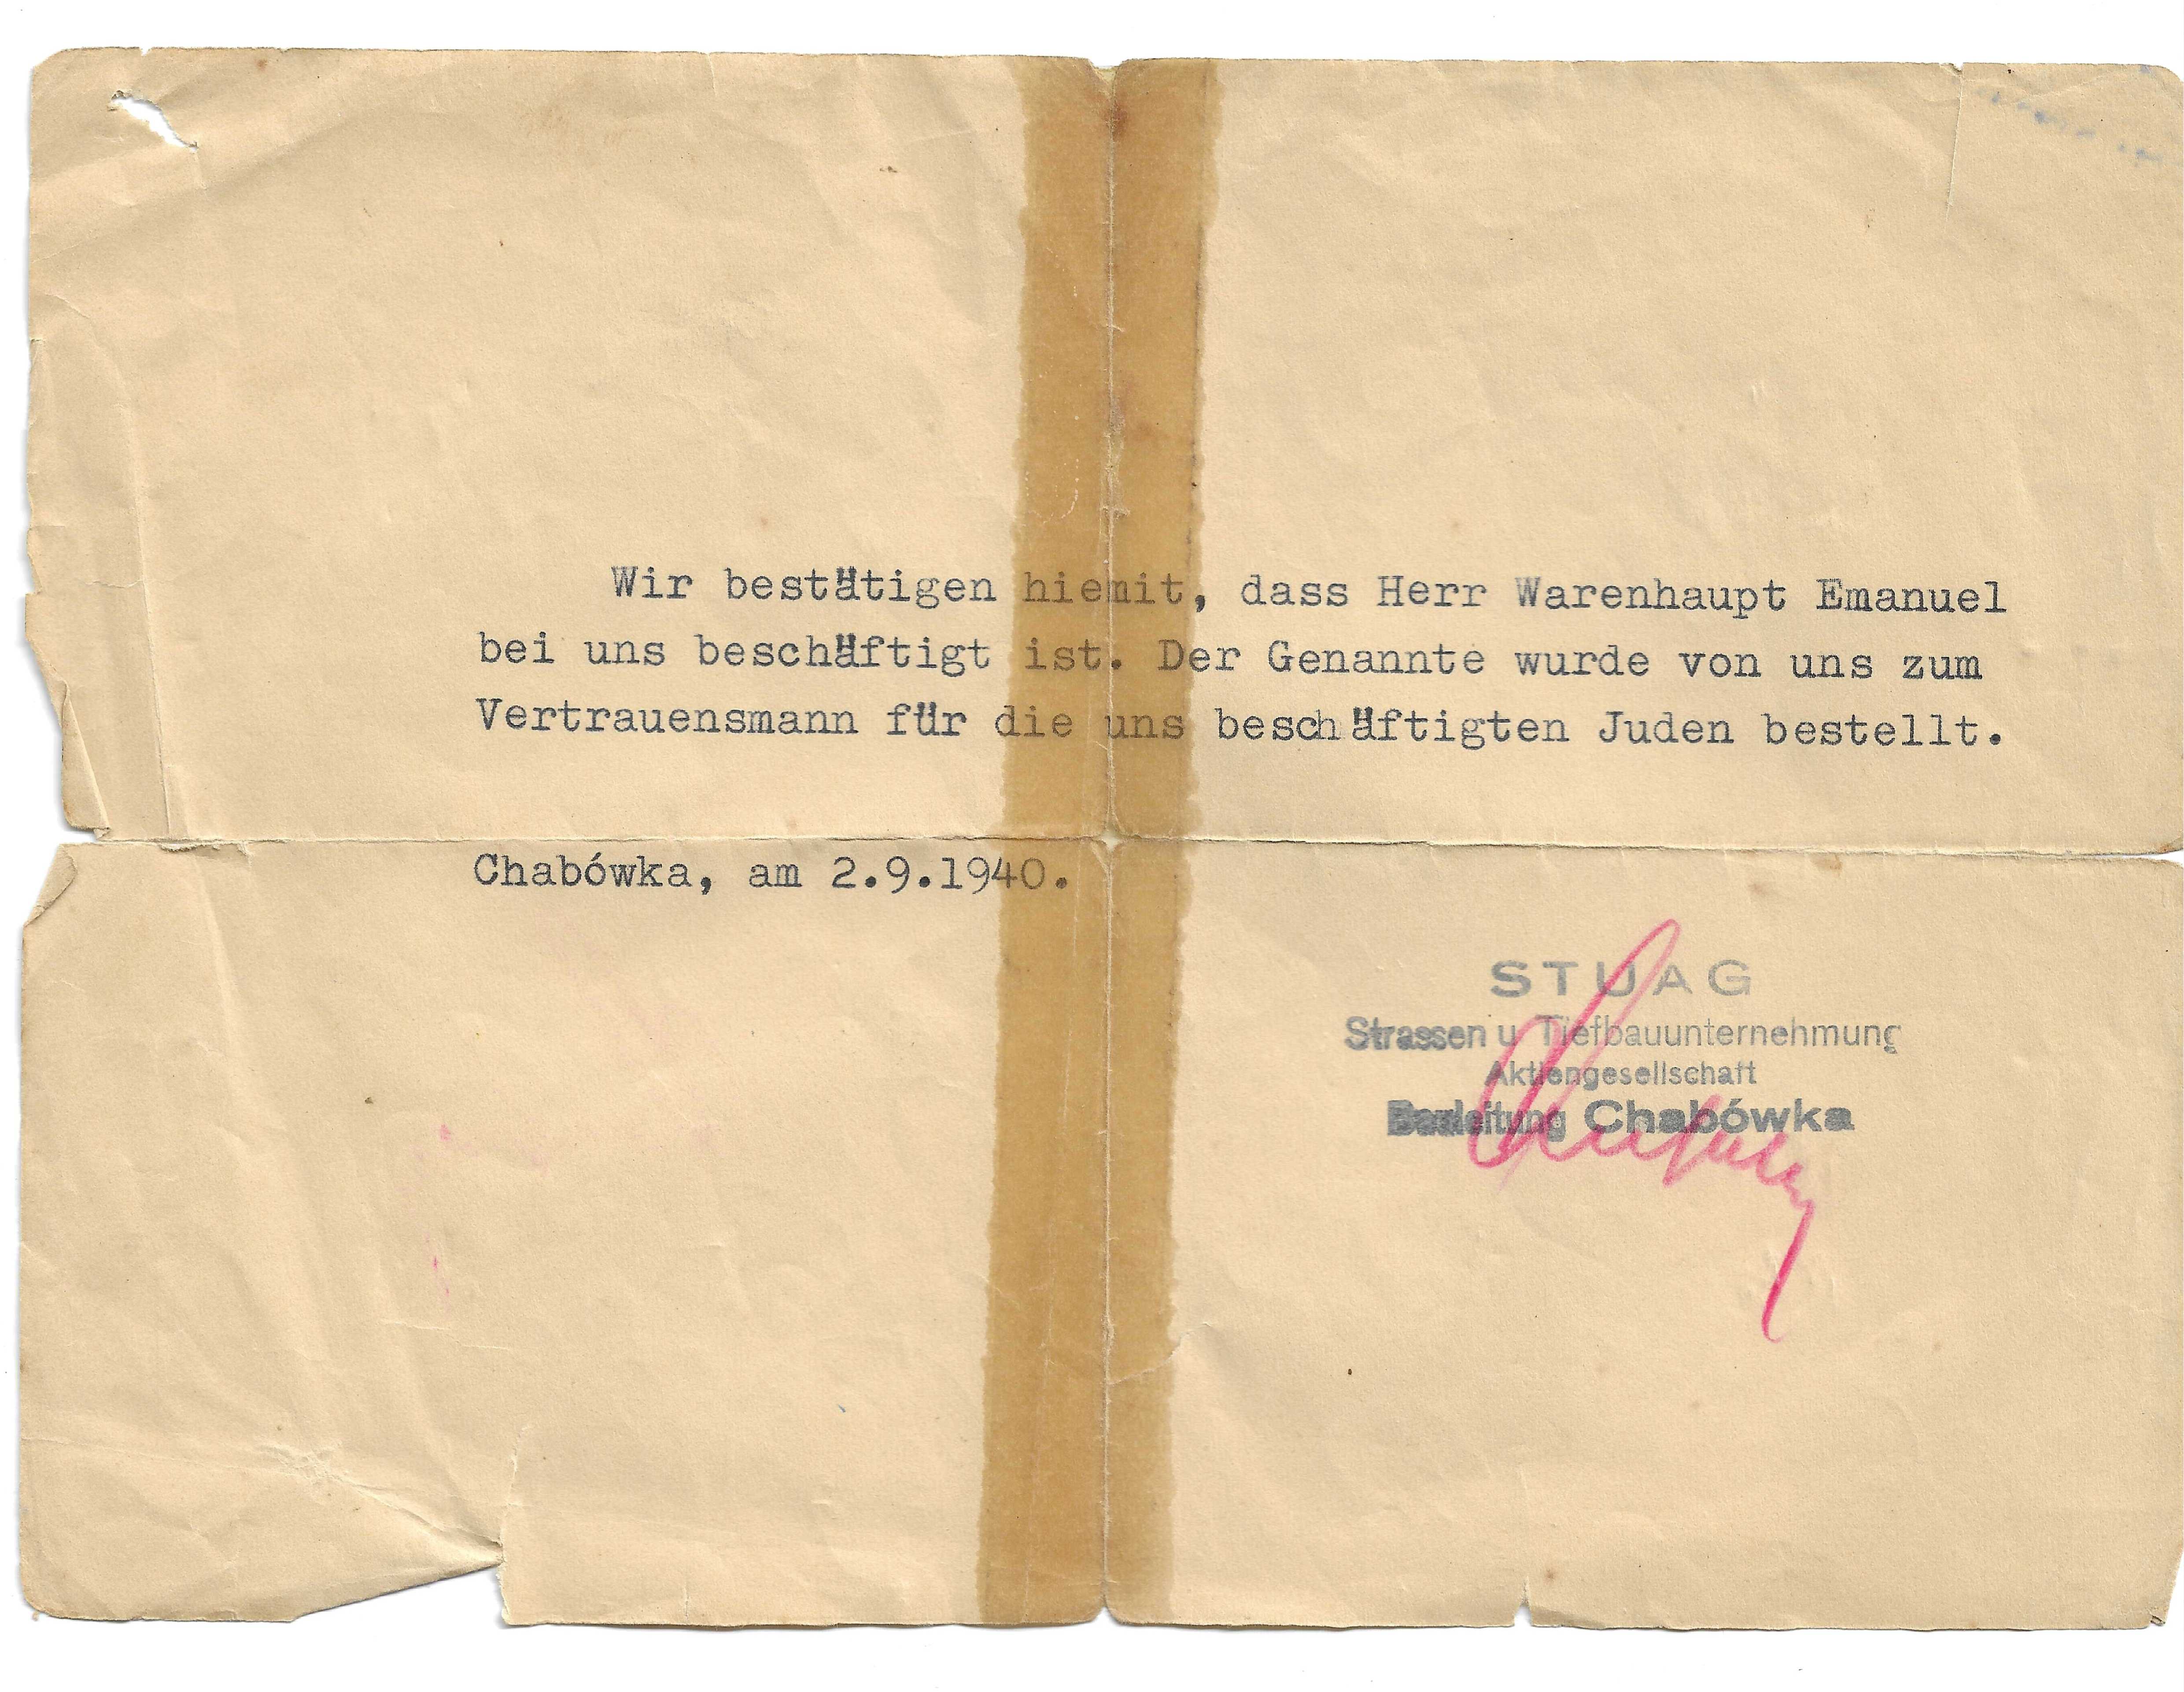 Wir bestätigen hiemit, dass Herr Warenhaupt Emanuel
bei uns beschäftigt ist. Der Genannte wurde von uns zum
Vertrauensmann für die uns beschäftigten Juden bestellt.
Chabówka, am 2.9.1940.
STUAG
Strassen u Tiefbauunternehmung
Aktiengesellschaft
Bauleitung Chabówka